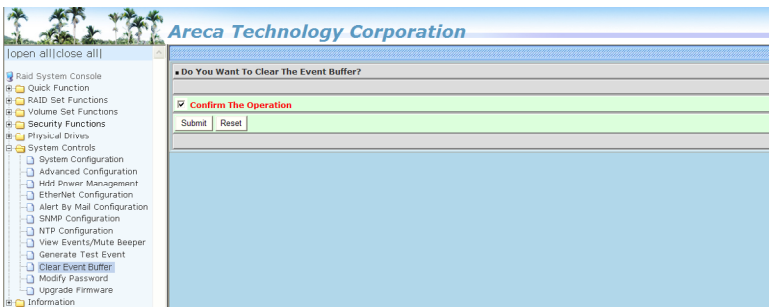 Areca Technology Corporation
|open all|close all|
Raid System Console
Quick Function
RAID Set Functions
Volume Set Functions
Security Functions
Physical Drives
System Controls
System Configuration
Advanced Configuration
Hdd Power Management
EtherNet Configuration
Alert By Mail Configuration
SNMP Configuration
NTP Configuration
View Events/Mute Beeper
Generate Test Event
Clear Event Buffer
Modify Password
Upgrade Firmware
Information
Do You Want To Clear The Event Buffer?
Confirm The Operation
Submit Reset